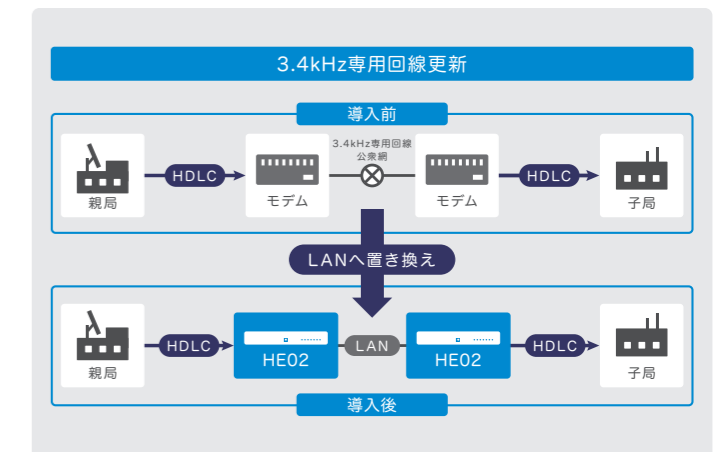 3.4kHz専用回線更新
導入前
3.4kHz専用回線
公衆網
HDLC
HDLC
親局
モデム
モデム
子局
LANへ置き換え
HDLC
LAN
HDLC
HE02
HE02
親局
子局
導入後